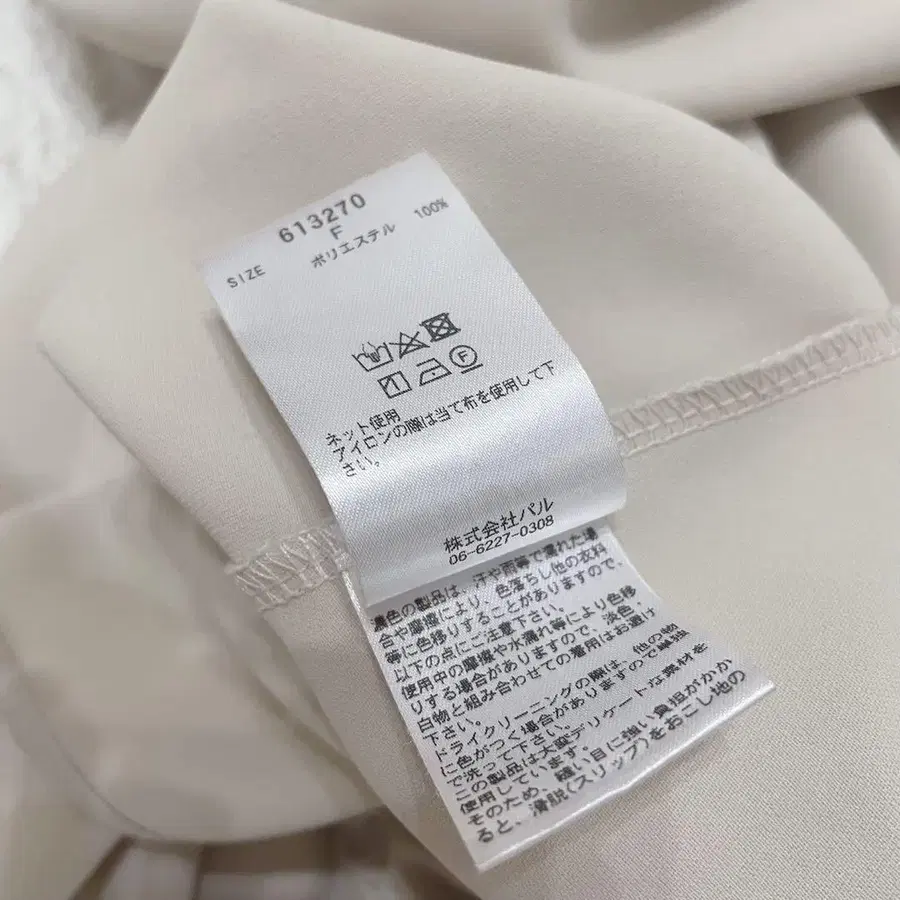 613270
SIZE F
ポリエステル 100%
F
ネット使用
アイロンの際は当て布を使用して下
さい。
株式会社パル
06-6227-0308
濃色の製品は、汗や雨等で濡れた場
合や摩擦により、色落ちし他の衣料
等に色移りすることがありますので、
以下の点にご注意下さい。
使用中の摩擦や水濡れ等により色移
りする場合がありますので、淡色、
白物と組み合わせての着用はお避け
下さい。
ドライクリーニングの際は、他の物
に色がつく場合がありますので単独
で洗って下さい。
この製品は大変デリケートな素材を
使用しています。
そのため、縫い目に強い負担がかか
ると、滑脱(スリップ)をおこし地の